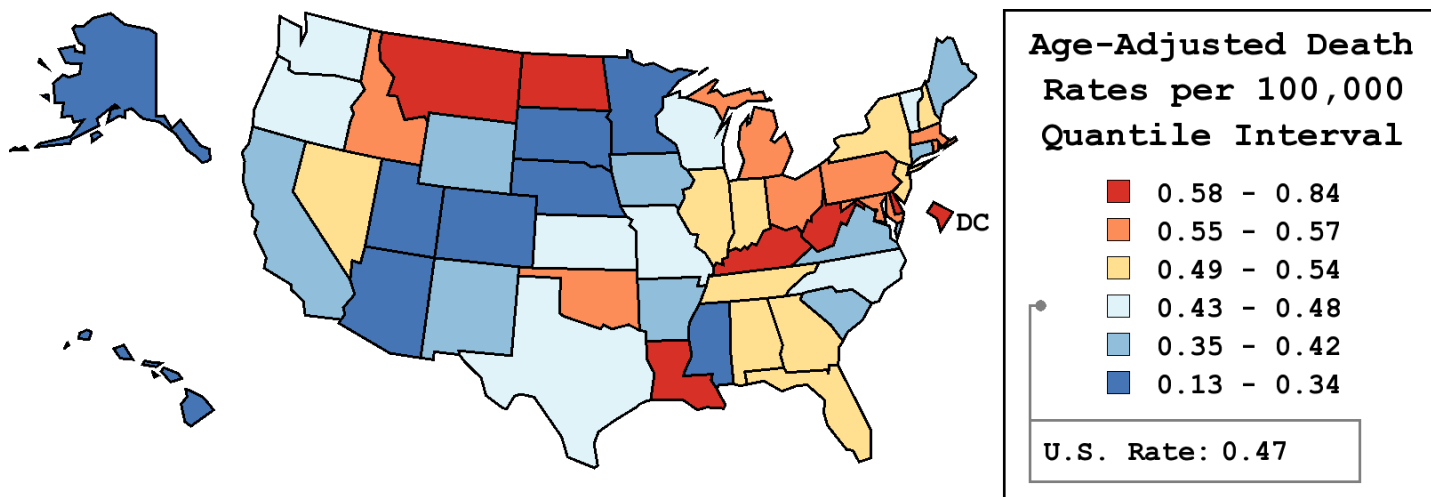 DC
Age-Adjusted Death
Rates per 100,000
Quantile Interval
0.58 - 0.84
0.55 - 0.57
0.49 - 0.54
0.43 - 0.48
0.35 - 0.42
0.13 - 0.34
U.S. Rate: 0.47